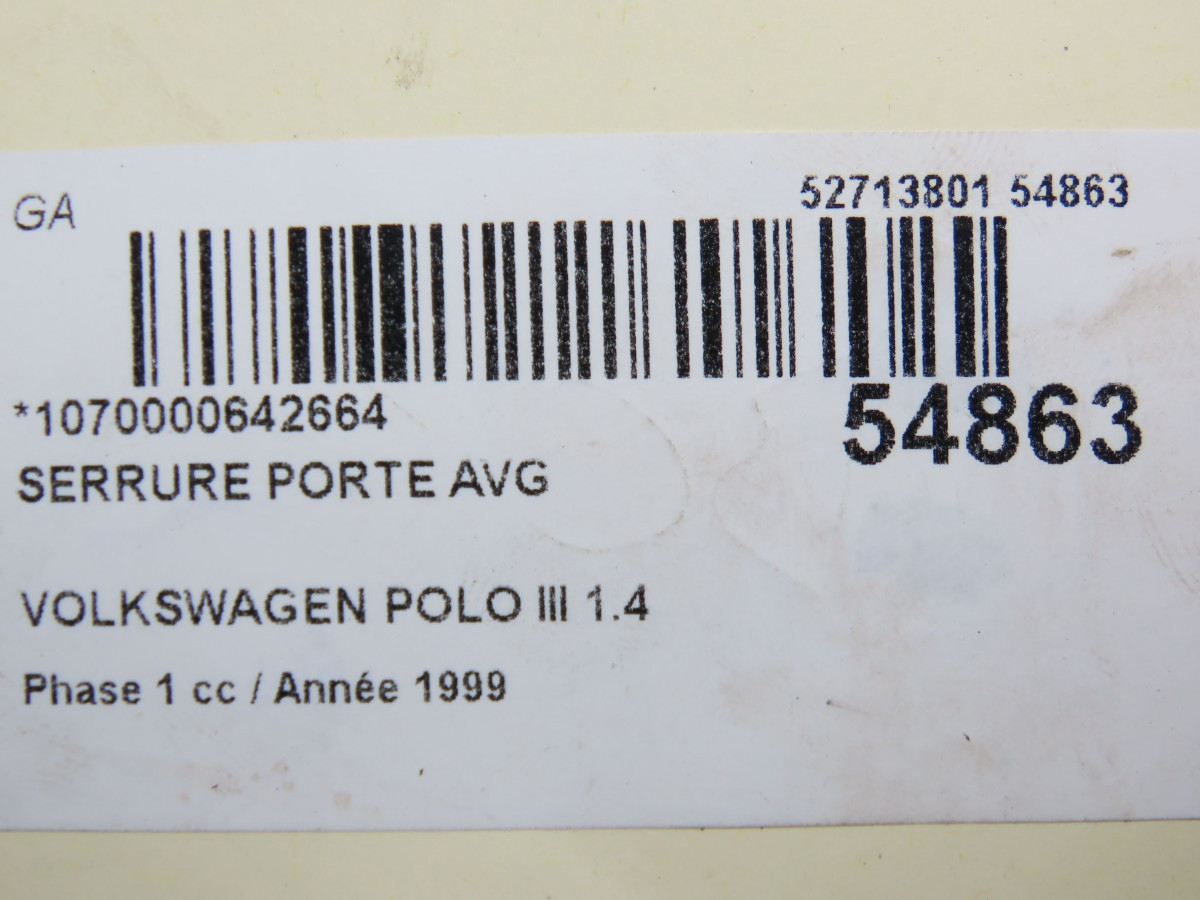 GA
52713801 54863
*1070000642664
54863
SERRURE PORTE AVG
VOLKSWAGEN POLO III 1.4
Phase 1 cc / Année 1999